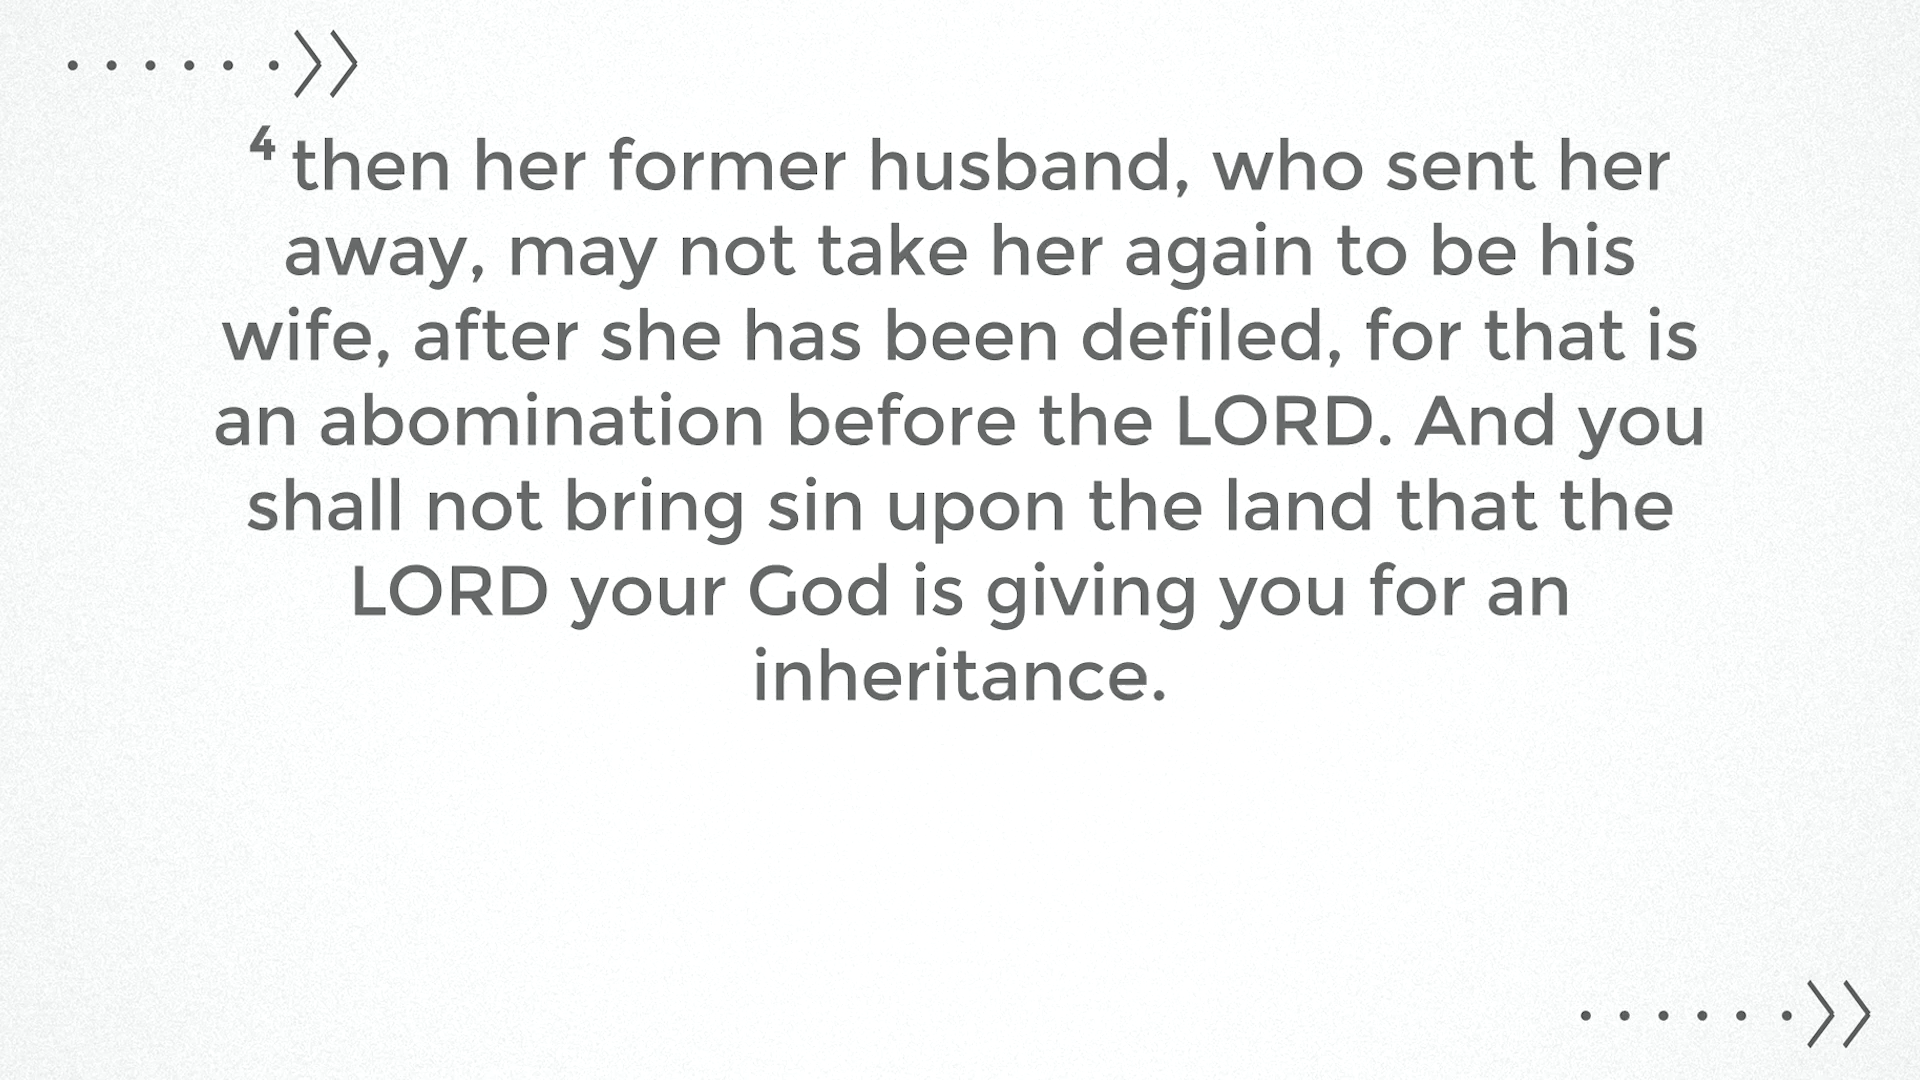 4 then her former husband, who sent her
away, may not take her again to be his
wife, after she has been defiled, for that is
an abomination before the LORD. And you
shall not bring sin upon the land that the
LORD your God is giving you for an
inheritance.